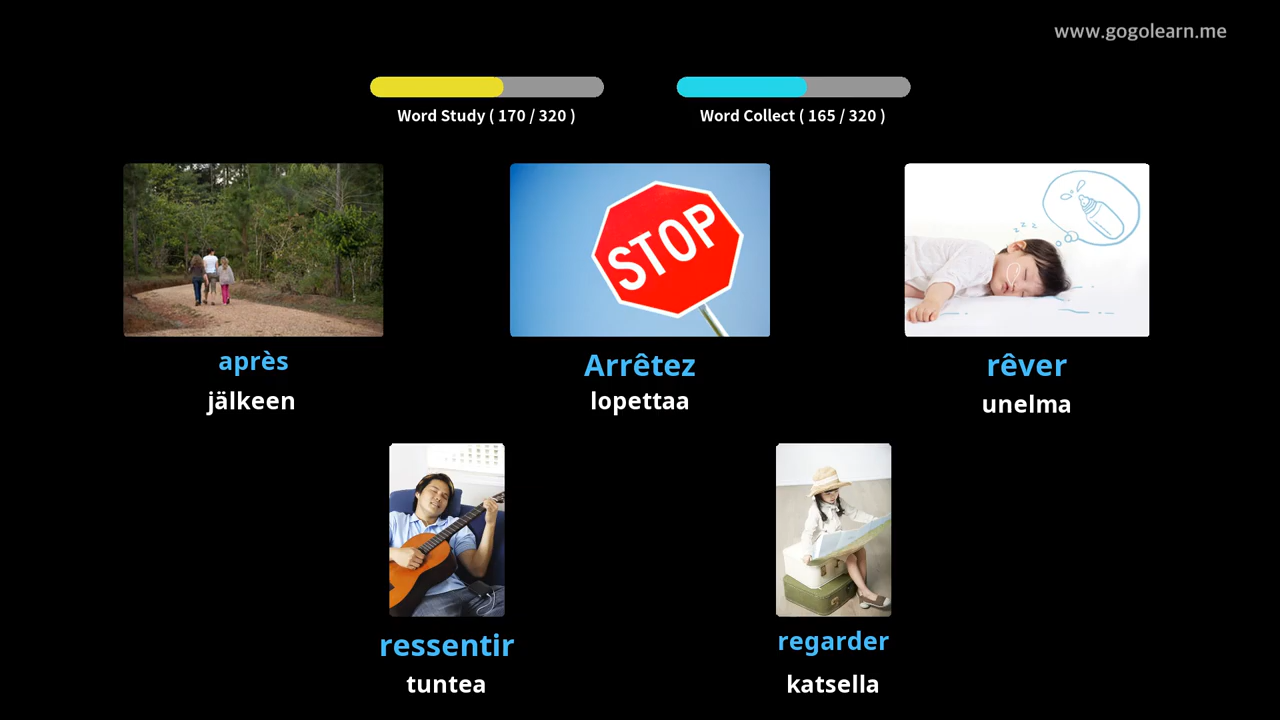 www.gogolearn.me
Word Study ( 170 / 320 )
Word Collect ( 165 / 320 )
STOP
après
Arrêtez
rêver
jälkeen
lopettaa
unelma
ressentir
regarder
tuntea
katsella